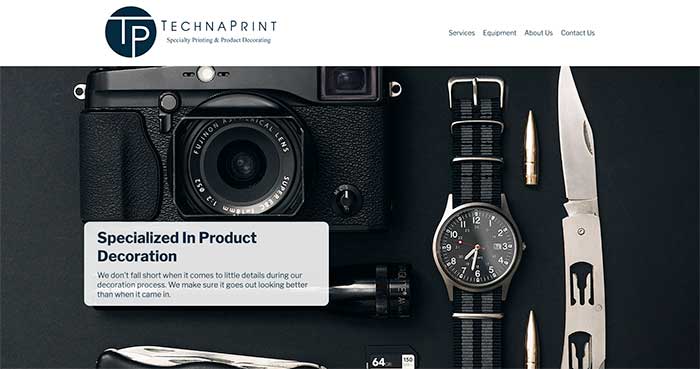 TP
TECHNAPRINT
Specialty Printing & Product Decorating
Services Equipment About Us Contact Us
FUJINON ASPHERICAL LENS
SUPER EBC f=18mm 1:2 Ø52
Specialized In Product
Decoration
We don't fall short when it comes to little details during our
decoration process. We make sure it goes out looking better
than when it came in.
64
150